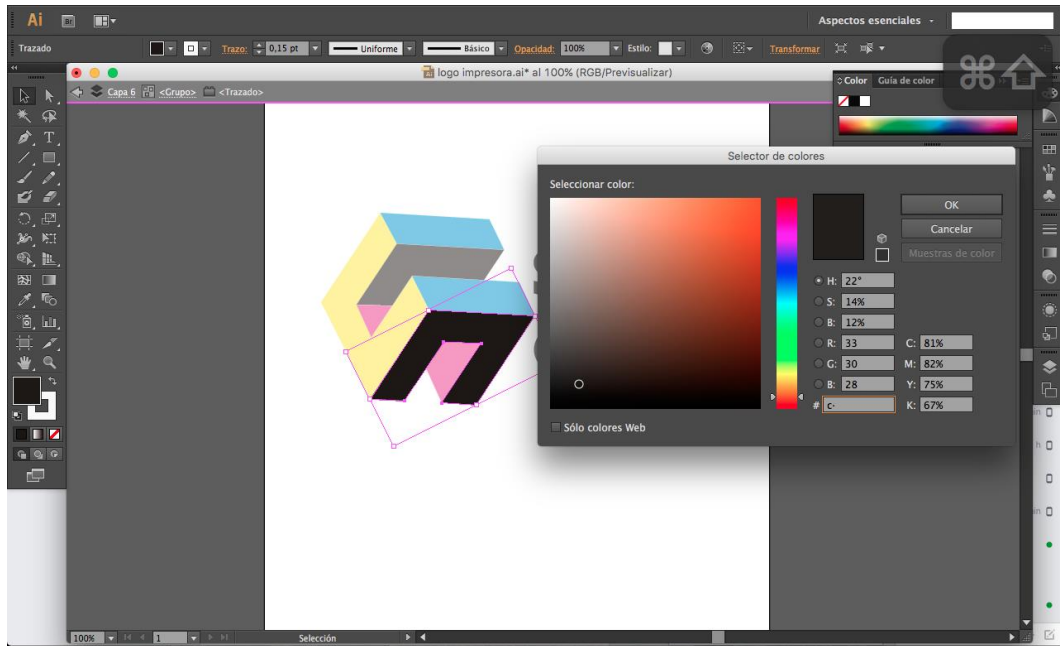 Ai Br Aspectos esenciales
Trazado Trazo: 0,15 pt Uniforme Básico Opacidad: 100% Estilo: Transformar
logo impresora.ai* al 100% (RGB/Previsualizar)
Capa 6 <Grupo> <Trazado>
Color Guía de color
⌘⇧
Selector de colores
Seleccionar color:
OK
Cancelar
Muestras de color
H: 22°
S: 14%
B: 12%
R: 33 C: 81%
G: 30 M: 82%
B: 28 Y: 75%
# c· K: 67%
Sólo colores Web
100% 1 Selección